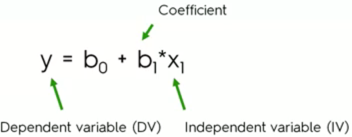 Coefficient
y = b₀ + b₁*x₁
Dependent variable (DV) Independent variable (IV)